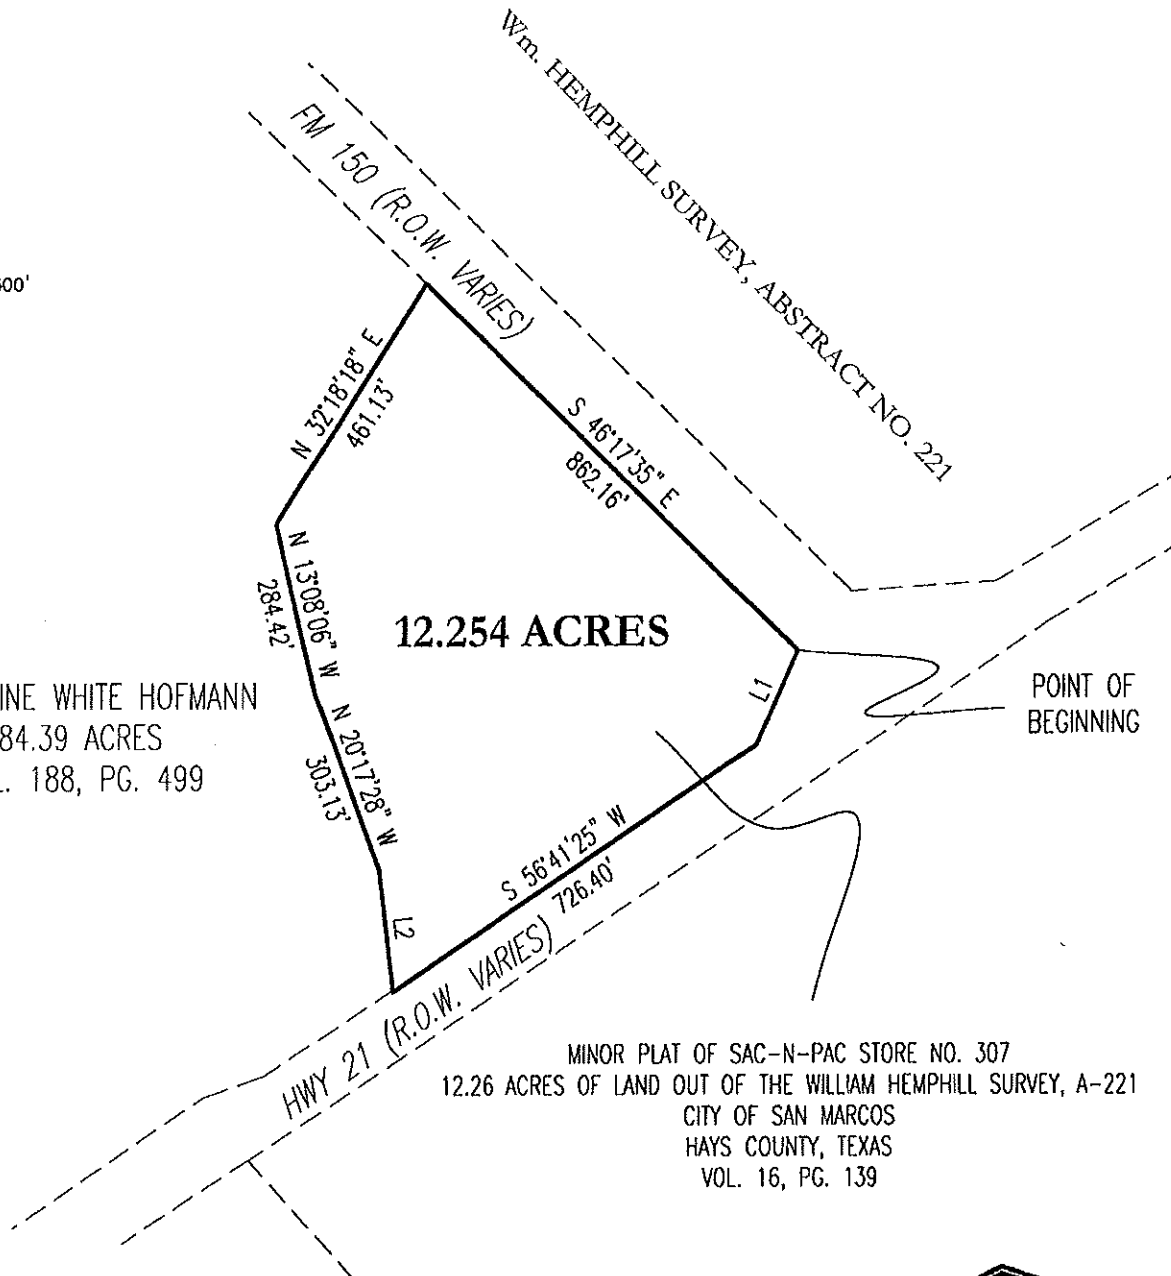 Wm. HEMPHILL SURVEY, ABSTRACT NO. 221
FM 150 (R.O.W. VARIES)
600'
N 32°18'18" E
461.13'
S 46°17'35" E
862.16'
N 13°08'06" W
284.42'
12.254 ACRES
L1
POINT OF
BEGINNING
INE WHITE HOFMANN
84.39 ACRES
. 188, PG. 499
N 20°17'28" W
303.13'
S 56°41'25" W
726.40'
L2
HWY 21 (R.O.W. VARIES)
MINOR PLAT OF SAC-N-PAC STORE NO. 307
12.26 ACRES OF LAND OUT OF THE WILLIAM HEMPHILL SURVEY, A-221
CITY OF SAN MARCOS
HAYS COUNTY, TEXAS
VOL. 16, PG. 139